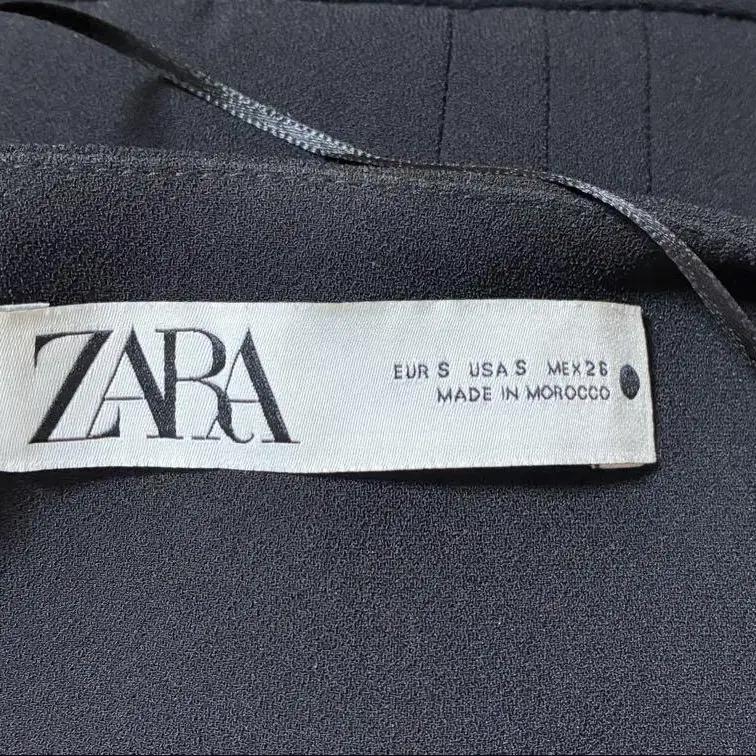 ZARA
EUR S USA S MEX 26
MADE IN MOROCCO